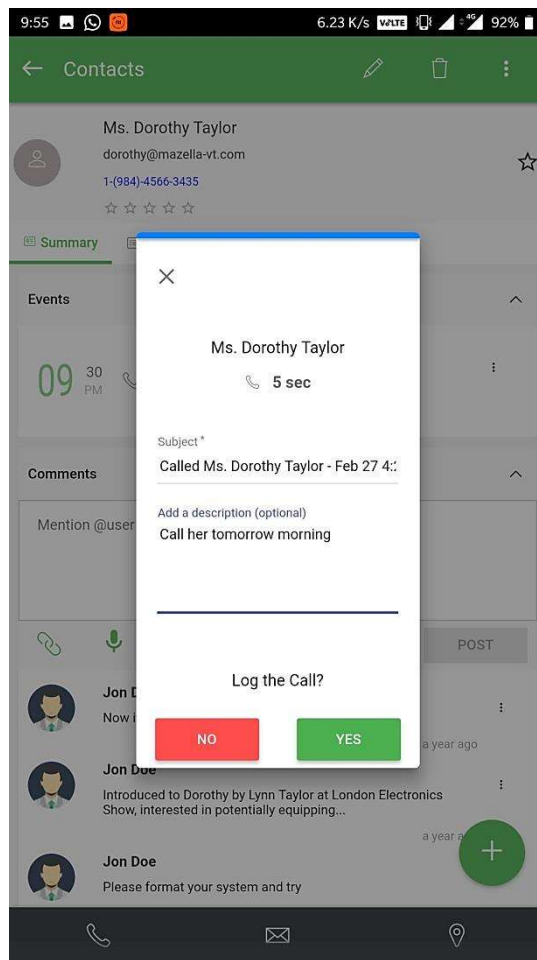 9:55 6.23 K/s VoLTE 4G 92%
Contacts
Ms. Dorothy Taylor
dorothy@mazella-vt.com
1-(984)-4566-3435
Summary
Events
09 30
PM
Ms. Dorothy Taylor
5 sec
Subject *
Called Ms. Dorothy Taylor - Feb 27 4:
Add a description (optional)
Call her tomorrow morning
Log the Call?
NO YES
Comments
Mention @user
POST
Jon D
Now i
a year ago
Jon Doe
Introduced to Dorothy by Lynn Taylor at London Electronics
Show, interested in potentially equipping...
a year a
Jon Doe
Please format your system and try